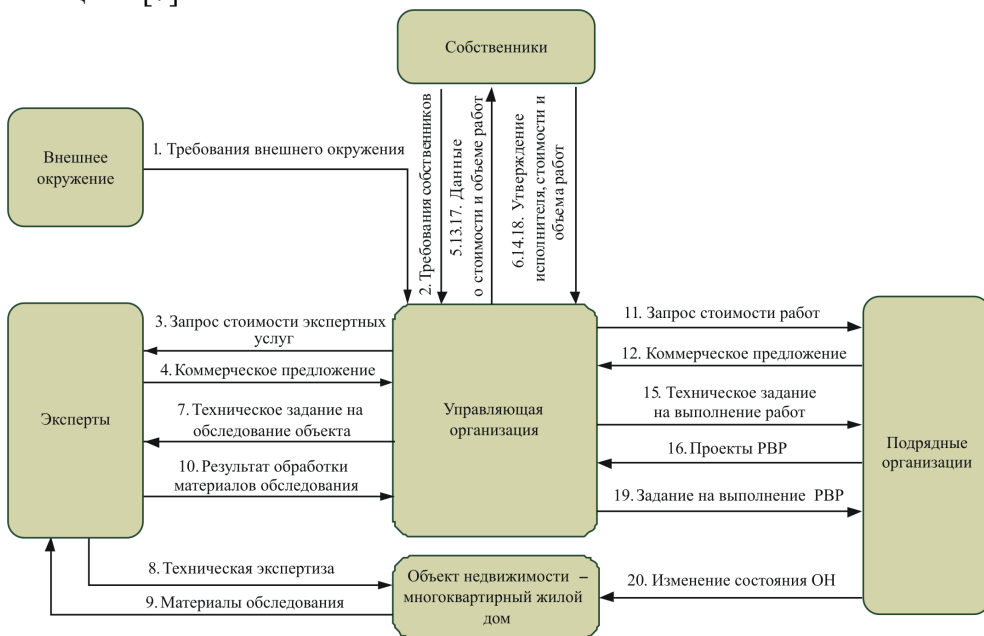 Собственники
Внешнее
окружение
1. Требования внешнего окружения
2. Требования собственников
5.13.17. Данные
о стоимости и объеме работ
6.14.18. Утверждение
исполнителя, стоимости и
объема работ
Эксперты
3. Запрос стоимости экспертных
услуг
4. Коммерческое предложение
7. Техническое задание на
обследование объекта
10. Результат обработки
материалов обследования
Управляющая
организация
11. Запрос стоимости работ
12. Коммерческое предложение
15. Техническое задание
на выполнение работ
16. Проекты РВР
19. Задание на выполнение РВР
Подрядные
организации
8. Техническая экспертиза
9. Материалы обследования
Объект недвижимости –
многоквартирный жилой
дом
20. Изменение состояния ОН